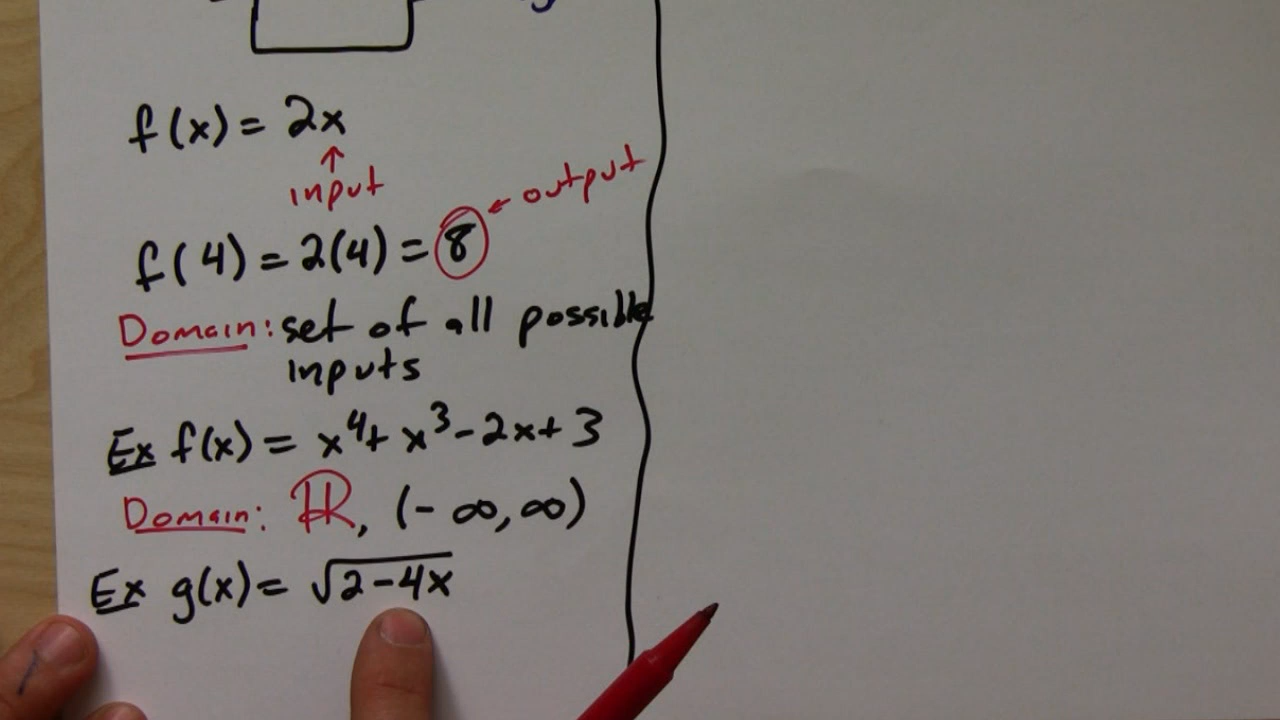 f(x) = 2x
↑
input
← output
f(4) = 2(4) = 8
Domain: set of all possible
inputs
Ex f(x) = x⁴ + x³ - 2x + 3
Domain: ℝ, (-∞, ∞)
Ex g(x) = √(2-4x)